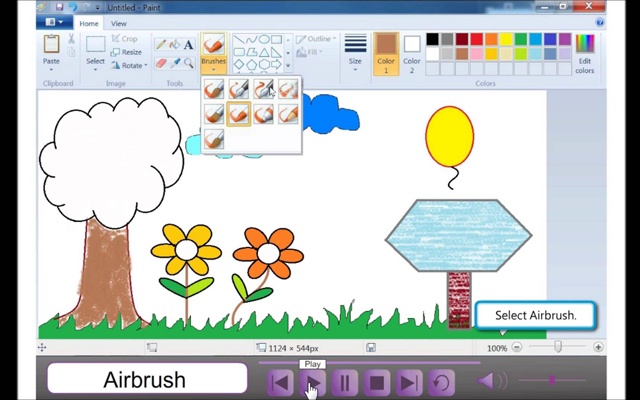 Untitled - Paint
Home View
Paste
Clipboard
Select
Crop
Resize
Rotate
Image
A
Tools
Brushes
Outline
Fill
Size
Color 1
Color 2
Edit colors
Colors
Select Airbrush.
1124 × 544px
100%
Airbrush
Play